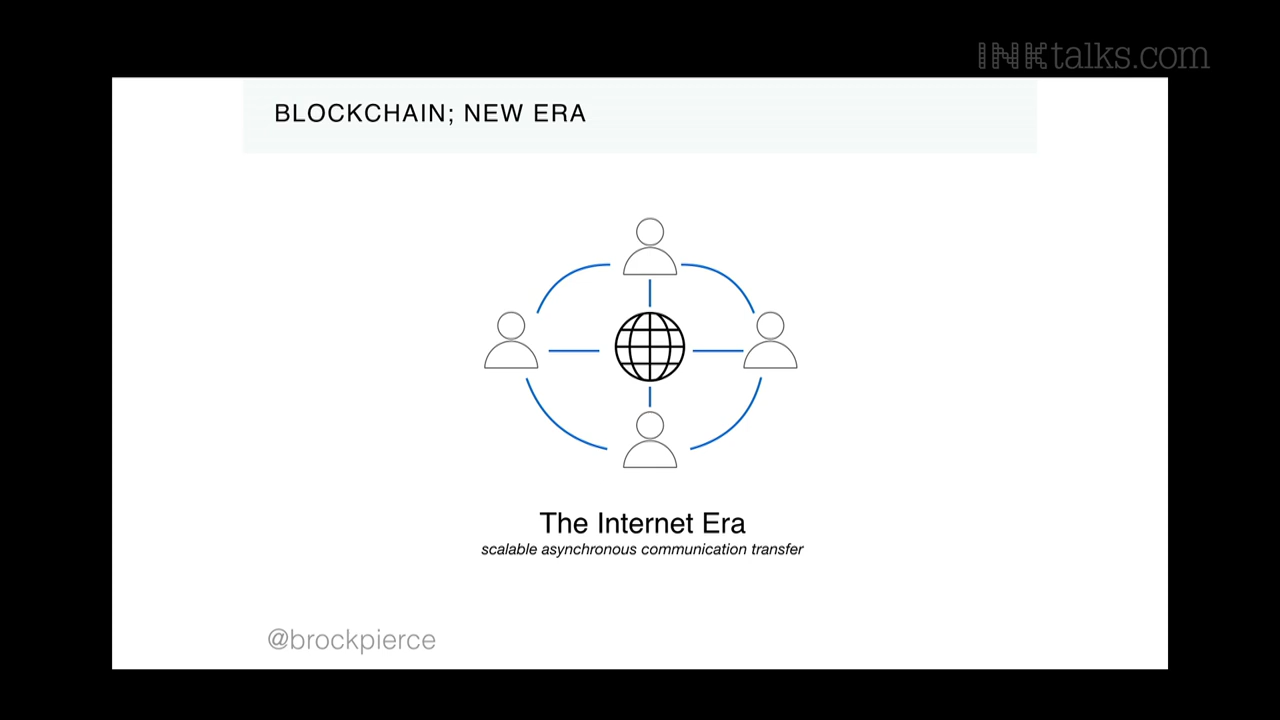 INKtalks.com
BLOCKCHAIN; NEW ERA
The Internet Era
scalable asynchronous communication transfer
@brockpierce